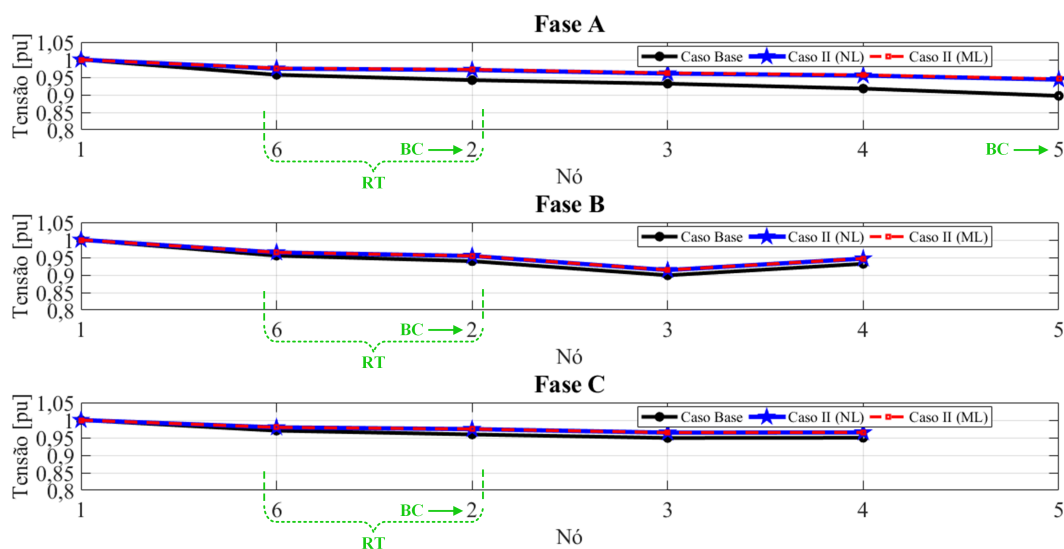 Fase A
Tensão [pu]
1,05
1
0,95
0,9
0,85
0,8
Caso Base Caso II (NL) Caso II (ML)
1 6 2 3 4 5
BC BC
RT
Nó
Fase B
Tensão [pu]
1,05
1
0,95
0,9
0,85
0,8
Caso Base Caso II (NL) Caso II (ML)
1 6 2 3 4 5
BC
RT
Nó
Fase C
Tensão [pu]
1,05
1
0,95
0,9
0,85
0,8
Caso Base Caso II (NL) Caso II (ML)
1 6 2 3 4 5
BC
RT
Nó